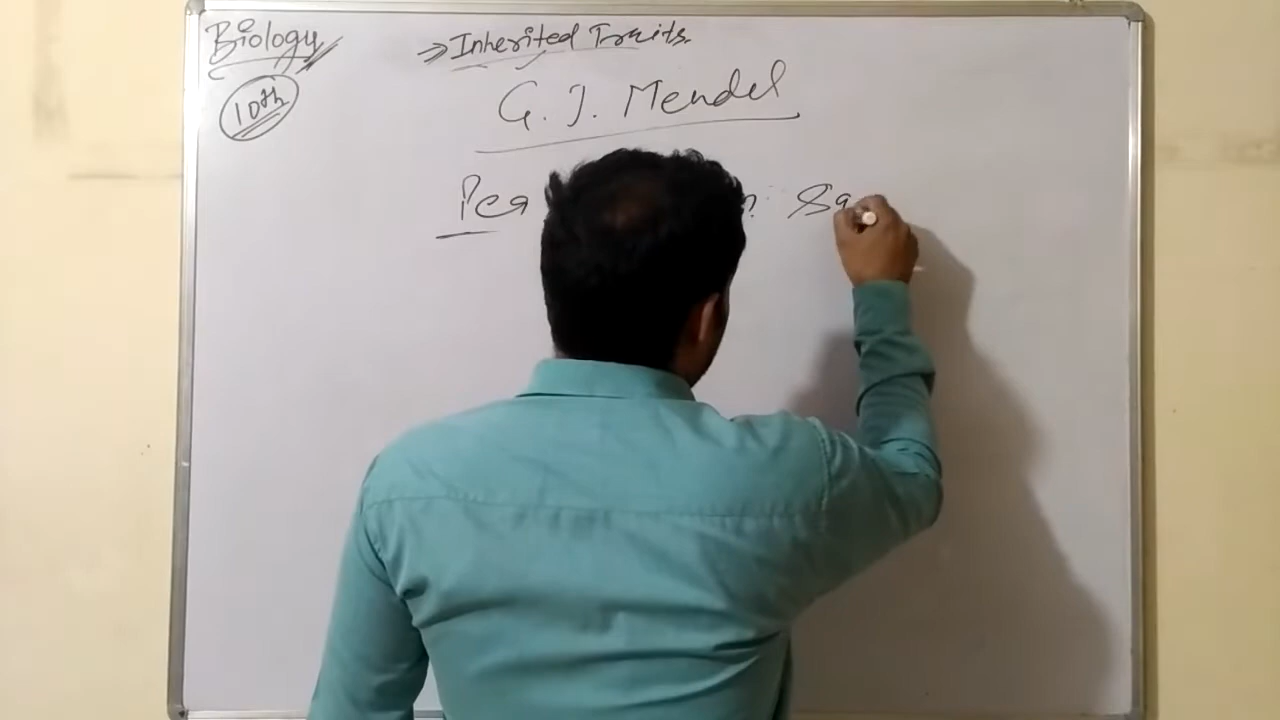 Biology
10th
⇒ Inherited Traits.
G. J. Mendel
Pea